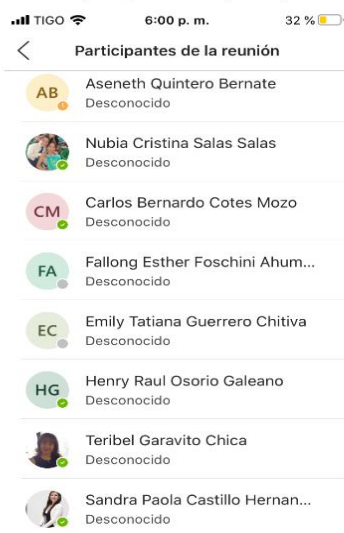 TIGO 6:00 p. m. 32 %
Participantes de la reunión
AB Aseneth Quintero Bernate
Desconocido
Nubia Cristina Salas Salas
Desconocido
CM Carlos Bernardo Cotes Mozo
Desconocido
FA Fallong Esther Foschini Ahum...
Desconocido
EC Emily Tatiana Guerrero Chitiva
Desconocido
HG Henry Raul Osorio Galeano
Desconocido
Teribel Garavito Chica
Desconocido
Sandra Paola Castillo Hernan...
Desconocido